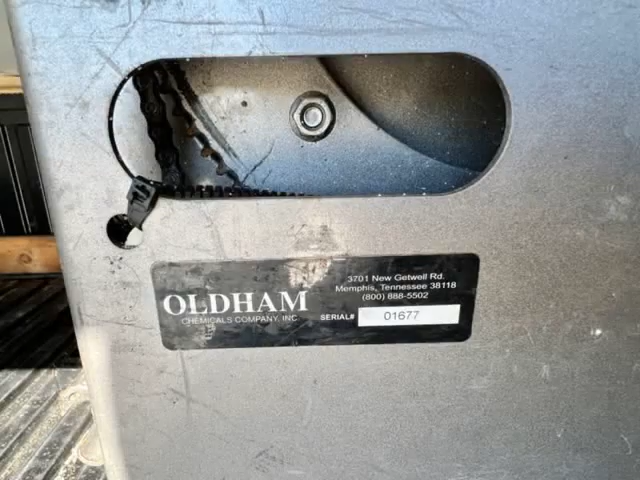 OLDHAM
CHEMICALS COMPANY, INC.
3701 New Getwell Rd.
Memphis, Tennessee 38118
(800) 888-5502
SERIAL# 01677